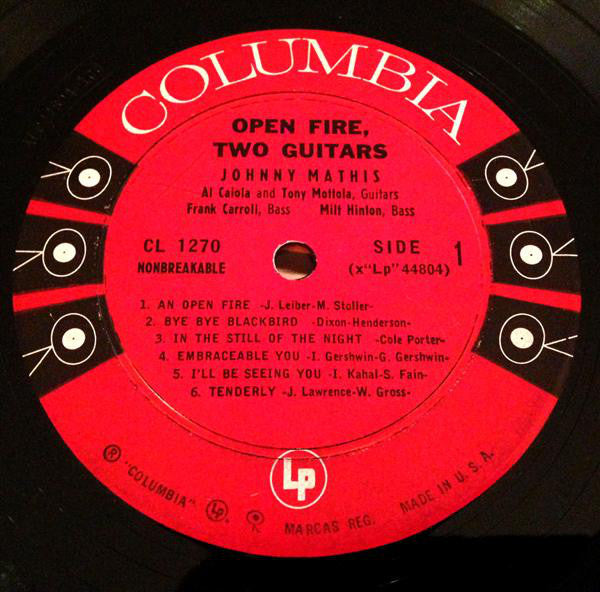 COLUMBIA
OPEN FIRE,
TWO GUITARS
JOHNNY MATHIS
Al Caiola and Tony Mottola, Guitars
Frank Carroll, Bass Milt Hinton, Bass
CL 1270 SIDE 1
NONBREAKABLE (x"Lp" 44804)
1. AN OPEN FIRE -J. Leiber-M. Stoller-
2. BYE BYE BLACKBIRD -Dixon-Henderson-
3. IN THE STILL OF THE NIGHT -Cole Porter-
4. EMBRACEABLE YOU -I. Gershwin-G. Gershwin-
5. I'LL BE SEEING YOU -I. Kahal-S. Fain-
6. TENDERLY -J. Lawrence-W. Gross-
Lp
® "COLUMBIA" Lp ® MARCAS REG. MADE IN U. S. A.